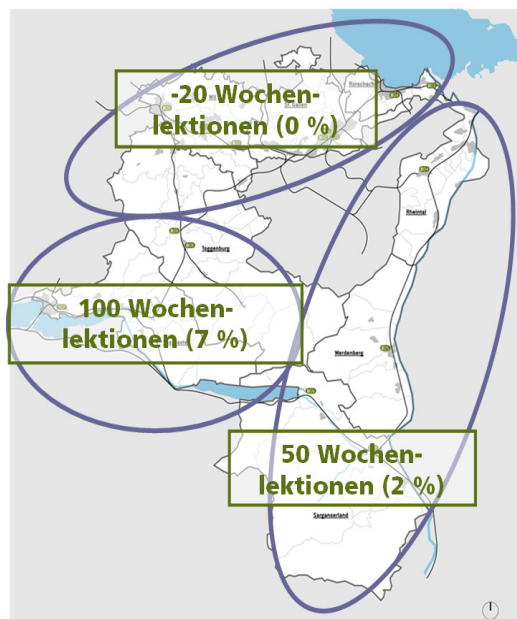 Rorschach
-20 Wochen-
lektionen (0 %)
St. Gallen
Rheintal
Toggenburg
100 Wochen-
lektionen (7 %)
Werdenberg
50 Wochen-
lektionen (2 %)
Sarganserland